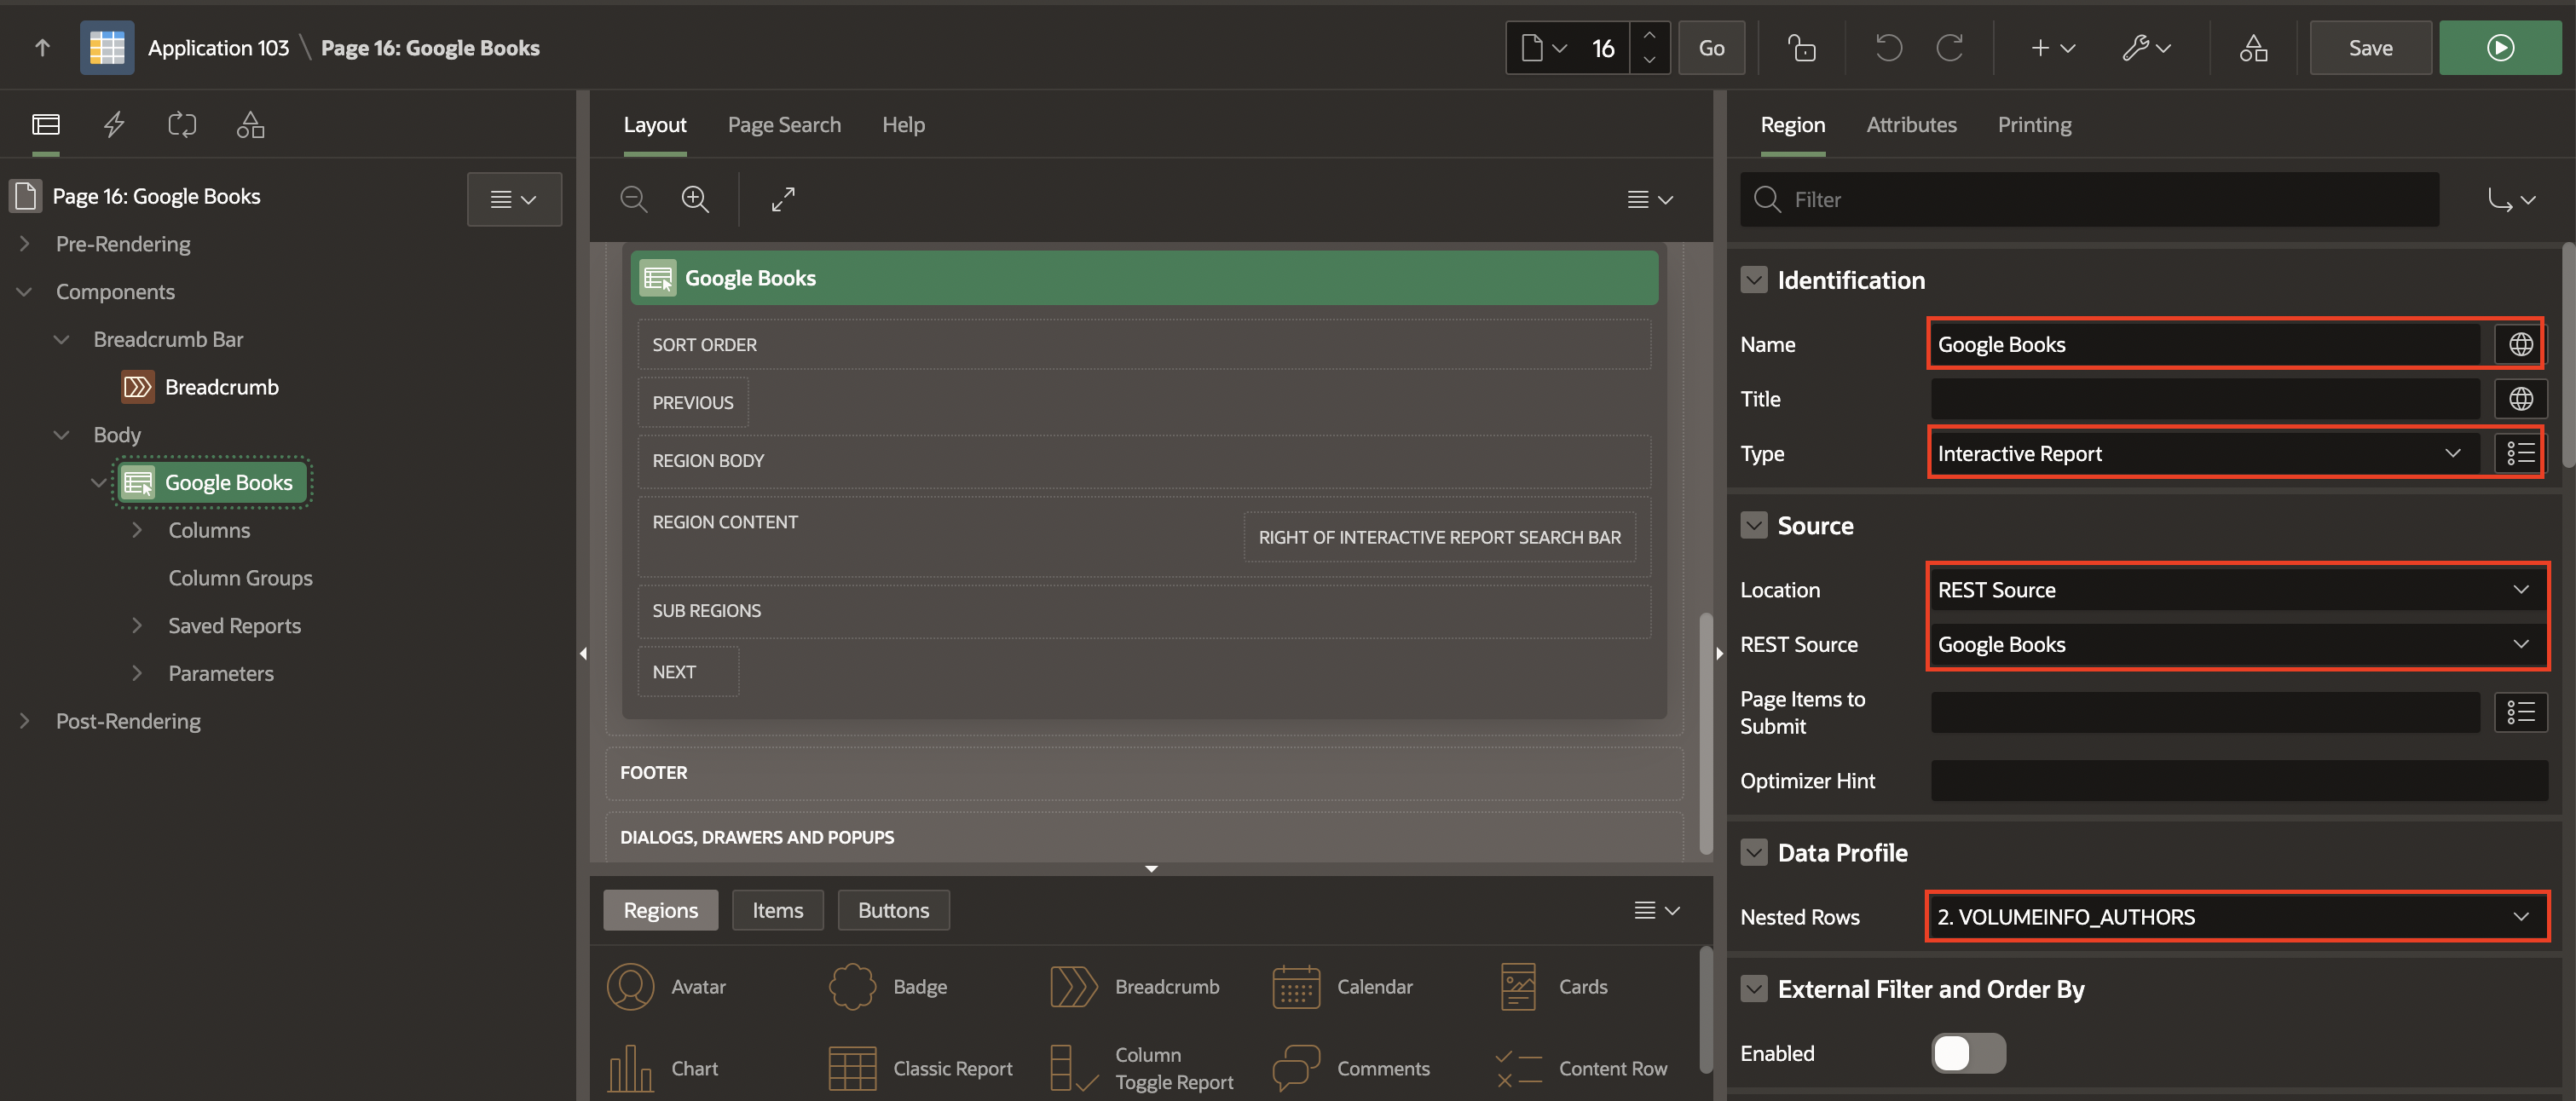 Application 103 \ Page 16: Google Books
16
Go
Save
Page 16: Google Books
Pre-Rendering
Components
Breadcrumb Bar
Breadcrumb
Body
Google Books
Columns
Column Groups
Saved Reports
Parameters
Post-Rendering
Layout
Page Search
Help
Google Books
SORT ORDER
PREVIOUS
REGION BODY
REGION CONTENT
RIGHT OF INTERACTIVE REPORT SEARCH BAR
SUB REGIONS
NEXT
FOOTER
DIALOGS, DRAWERS AND POPUPS
Regions
Items
Buttons
Avatar
Badge
Breadcrumb
Calendar
Cards
Chart
Classic Report
Column
Toggle Report
Comments
Content Row
Region
Attributes
Printing
Filter
Identification
Name
Google Books
Title
Type
Interactive Report
Source
Location
REST Source
REST Source
Google Books
Page Items to
Submit
Optimizer Hint
Data Profile
Nested Rows
2. VOLUMEINFO_AUTHORS
External Filter and Order By
Enabled